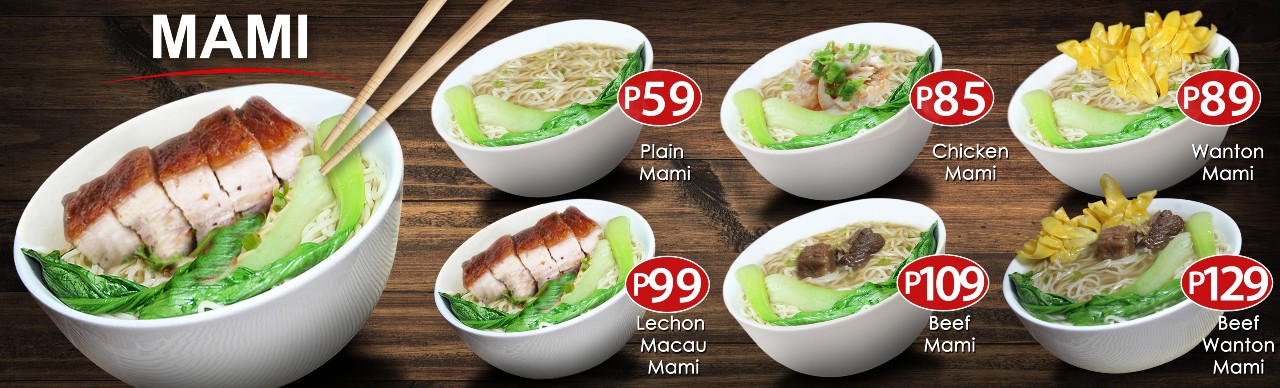 MAMI
P59
Plain
Mami
P85
Chicken
Mami
P89
Wanton
Mami
P99
Lechon
Macau
Mami
P109
Beef
Mami
P129
Beef
Wanton
Mami